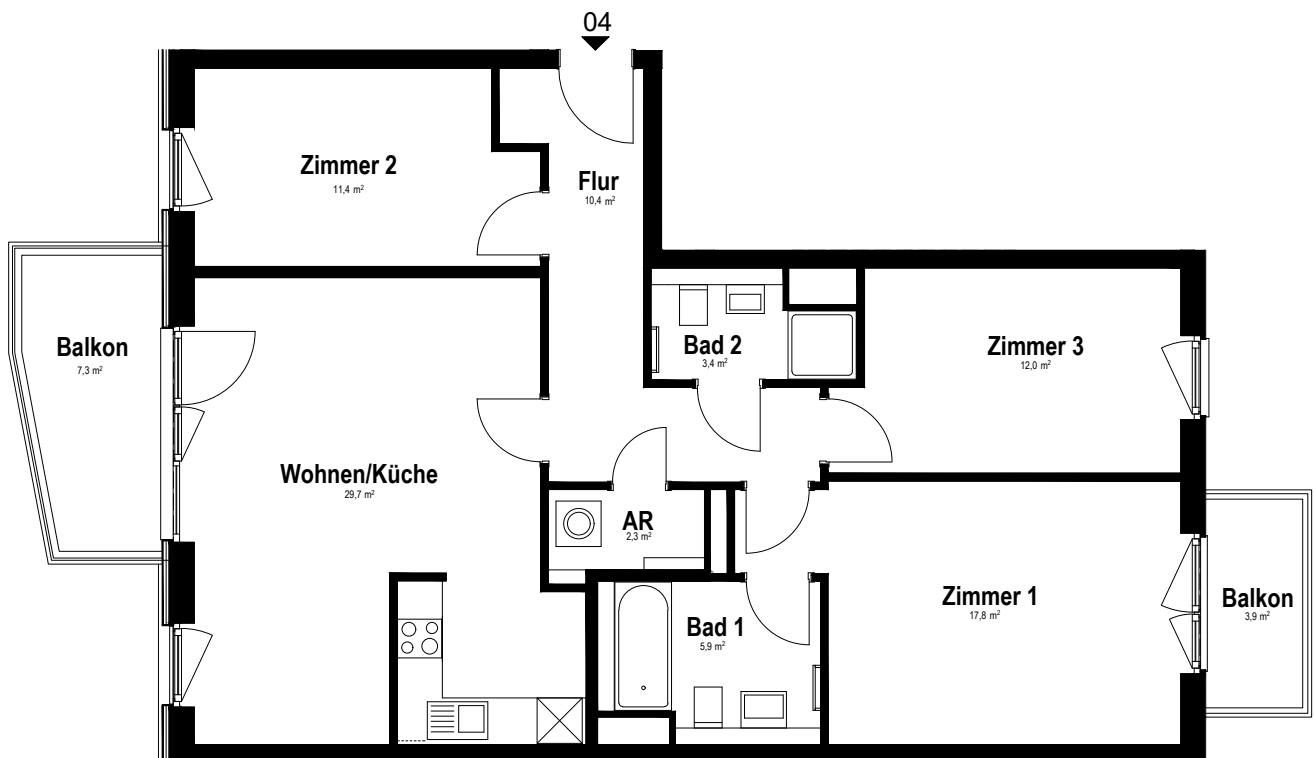 04
Zimmer 2
11,4 m²
Flur
10,4 m²
Balkon
7,3 m²
Bad 2
3,4 m²
Zimmer 3
12,0 m²
Wohnen/Küche
29,7 m²
AR
2,3 m²
Zimmer 1
17,8 m²
Balkon
3,9 m²
Bad 1
5,9 m²